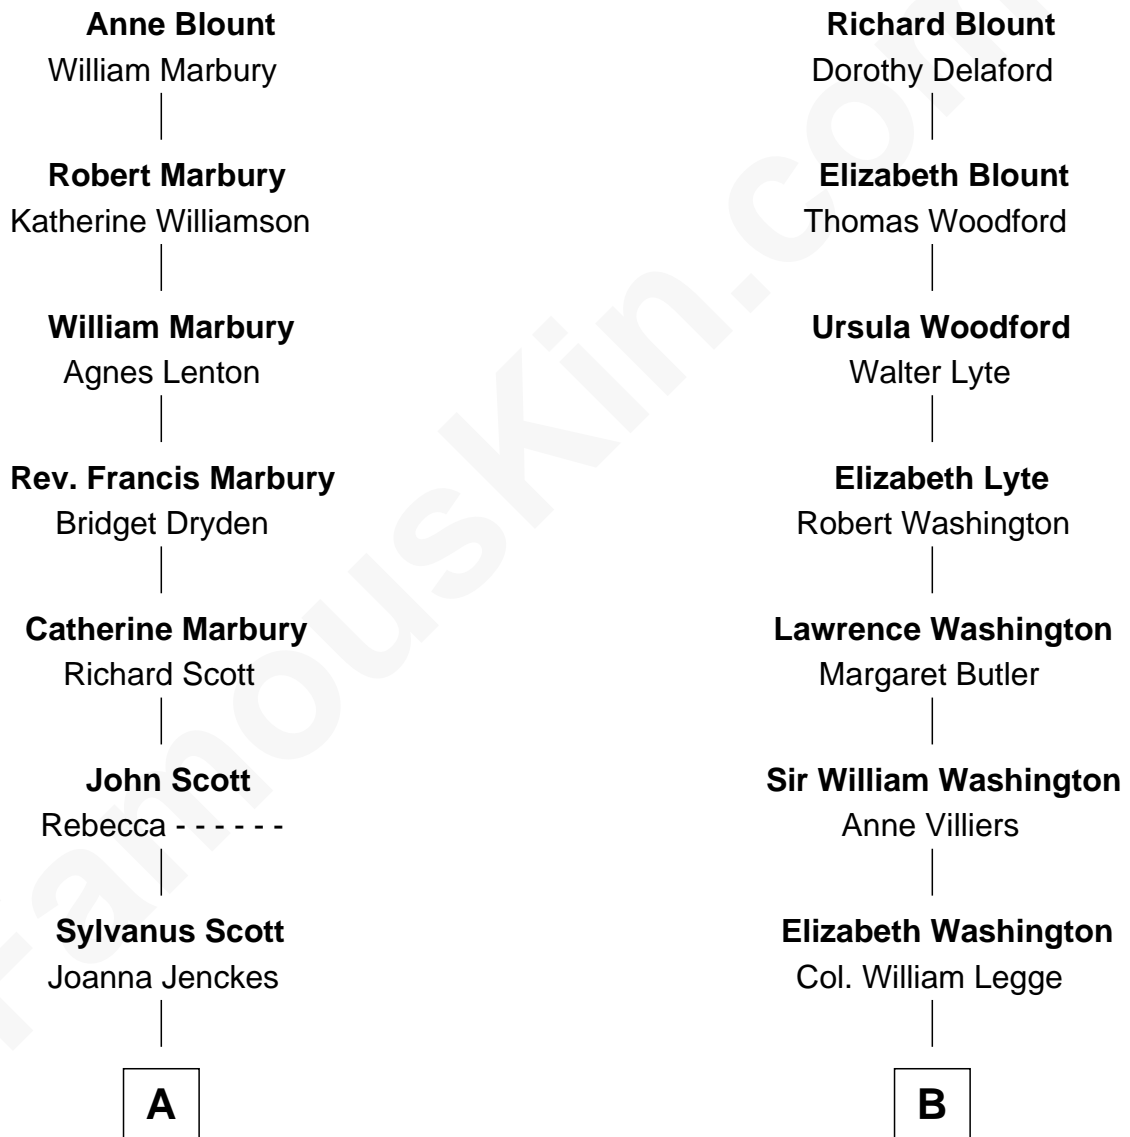 Anne Blount
William Marbury
Robert Marbury
Katherine Williamson
William Marbury
Agnes Lenton
Rev. Francis Marbury
Bridget Dryden
Catherine Marbury
Richard Scott
John Scott
Rebecca - - - - - -
Sylvanus Scott
Joanna Jenckes
A
Richard Blount
Dorothy Delaford
Elizabeth Blount
Thomas Woodford
Ursula Woodford
Walter Lyte
Elizabeth Lyte
Robert Washington
Lawrence Washington
Margaret Butler
Sir William Washington
Anne Villiers
Elizabeth Washington
Col. William Legge
B
FamousKin.com